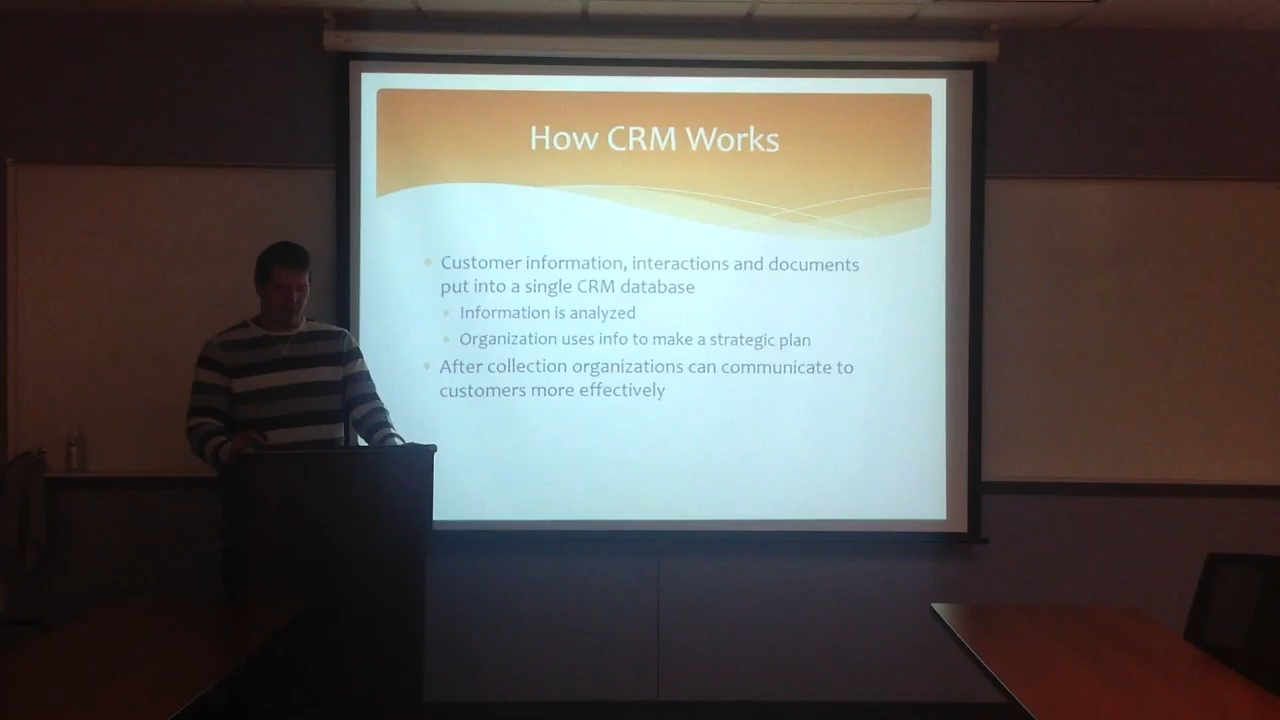 How CRM Works
Customer information, interactions and documents
put into a single CRM database
Information is analyzed
Organization uses info to make a strategic plan
After collection organizations can communicate to
customers more effectively